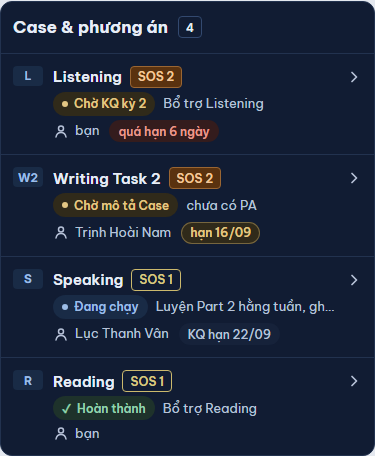 Case & phương án 4
L Listening SOS 2
Chờ KQ kỳ 2 Bổ trợ Listening
bạn quá hạn 6 ngày
W2 Writing Task 2 SOS 2
Chờ mô tả Case chưa có PA
Trịnh Hoài Nam hạn 16/09
S Speaking SOS 1
Đang chạy Luyện Part 2 hằng tuần, gh...
Lục Thanh Vân KQ hạn 22/09
R Reading SOS 1
✓ Hoàn thành Bổ trợ Reading
bạn